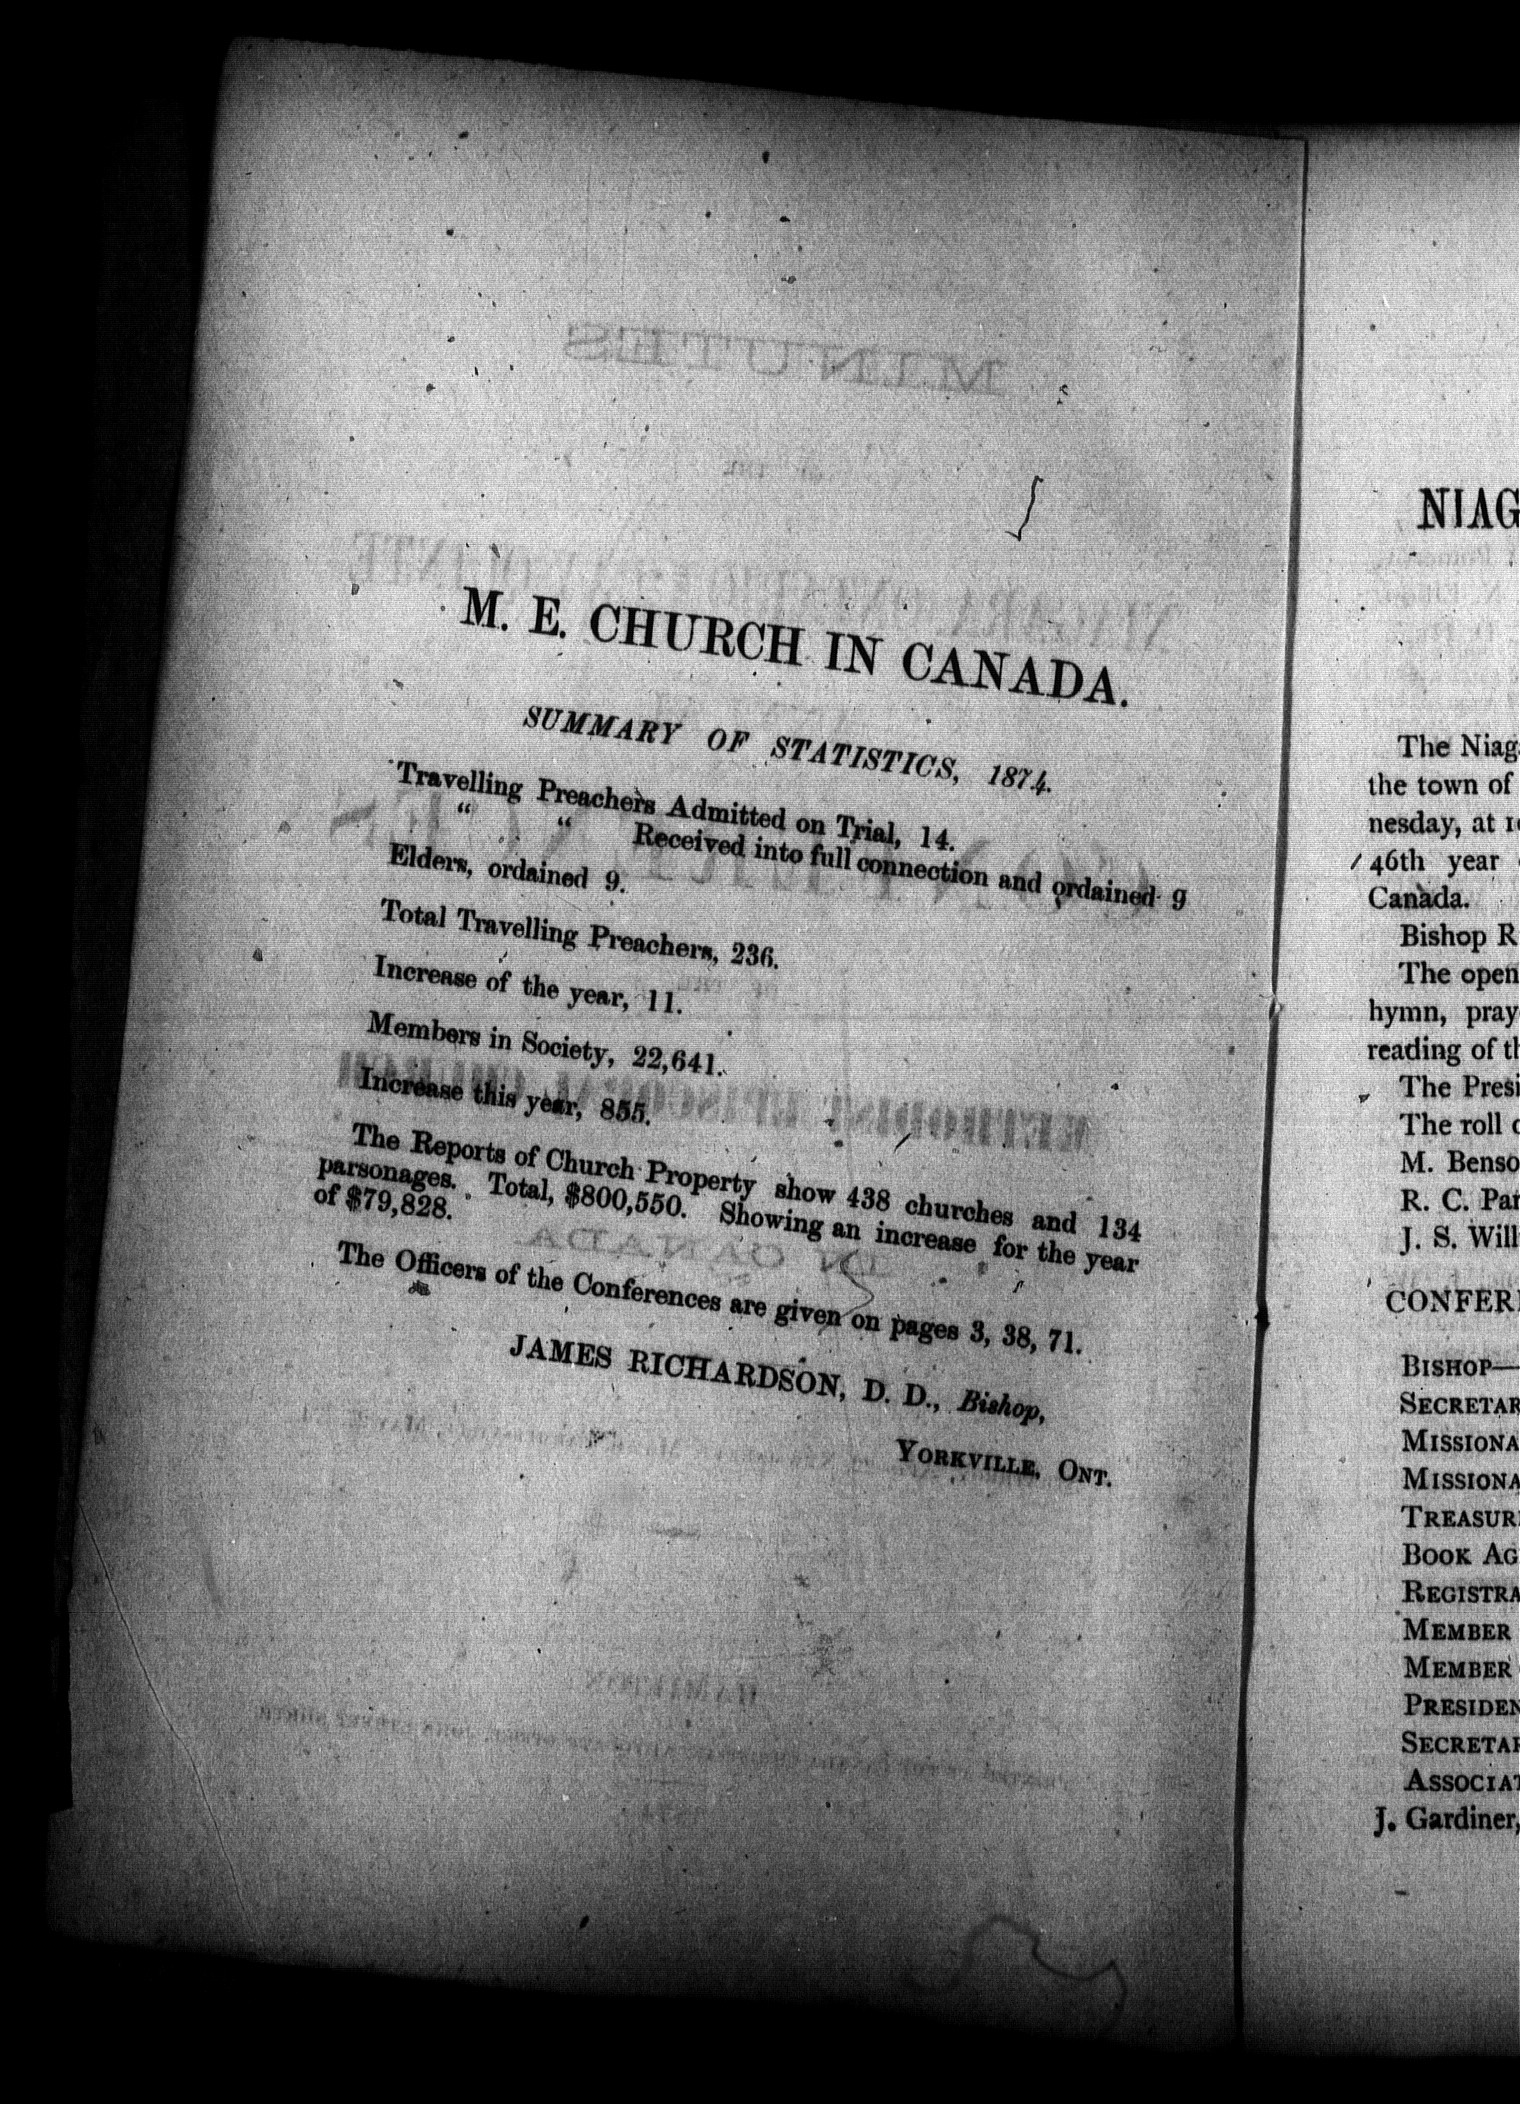 M. E. CHURCH IN CANADA.
SUMMARY OF STATISTICS, 1874.
Travelling Preachers Admitted on Trial, 14.
“ “ Received into full connection and ordained 9
Elders, ordained 9.
Total Travelling Preachers, 236.
Increase of the year, 11.
Members in Society, 22,641.
Increase this year, 855.
The Reports of Church Property show 438 churches and 134
parsonages. Total, $800,550. Showing an increase for the year
of $79,828.
The Officers of the Conferences are given on pages 3, 38, 71.
JAMES RICHARDSON, D. D., Bishop,
YORKVILLE, ONT.
NIAG
The Niag
the town of
nesday, at
46th year
Canada.
Bishop R
The open
hymn, pray
reading of th
The Presi
The roll
M. Benso
R. C. Par
J. S. Will
CONFER
BISHOP—
SECRETAR
MISSIONA
MISSIONA
TREASUR
BOOK AG
REGISTRA
MEMBER
MEMBER
PRESIDEN
SECRETAR
ASSOCIAT
J. Gardiner,